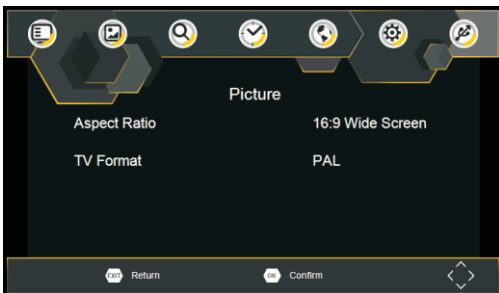 Picture
Aspect Ratio 16:9 Wide Screen
TV Format PAL
EXIT Return OK Confirm